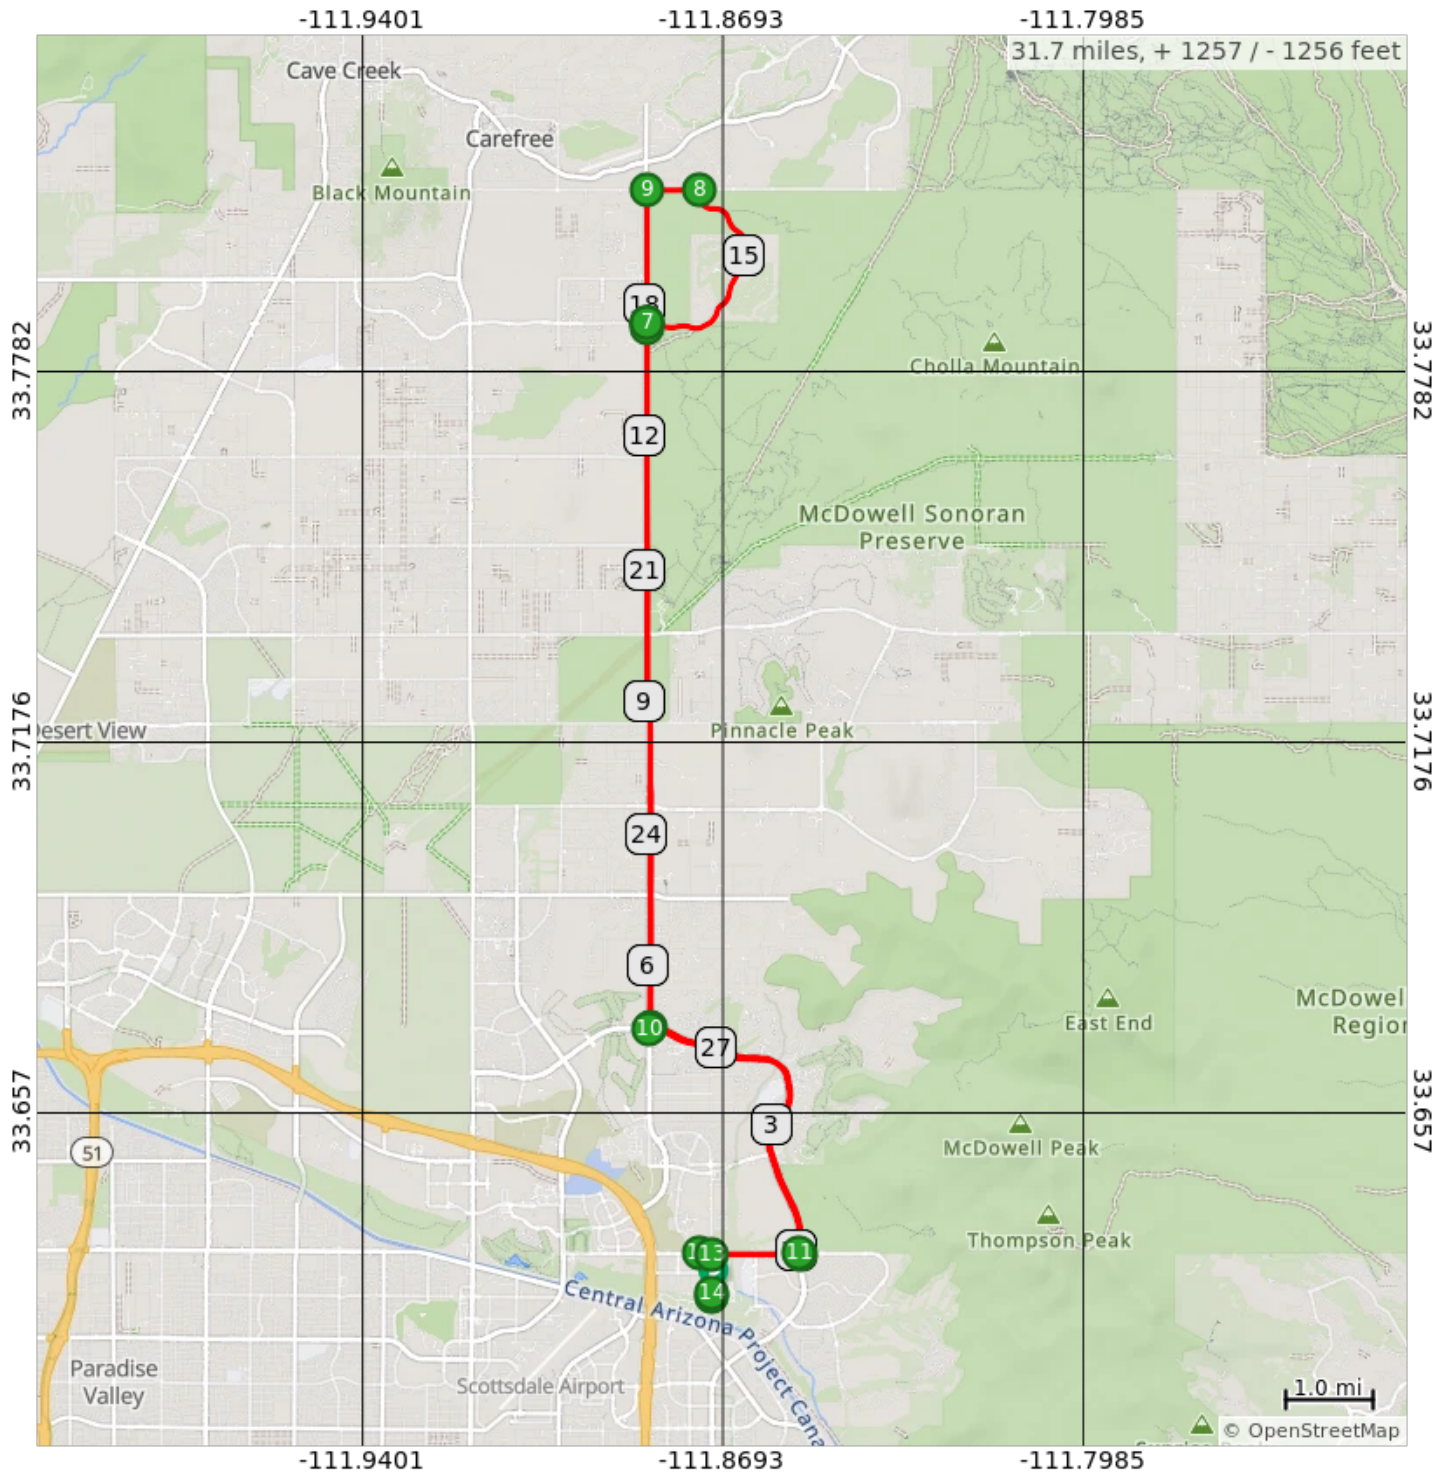 -111.9401 -111.8693 -111.7985
31.7 miles, + 1257 / - 1256 feet
Cave Creek
Carefree
Black Mountain
9 8
15
18
7
33.7782 33.7782
Cholla Mountain
12
McDowell Sonoran
Preserve
21
9
33.7176 33.7176
Desert View
Pinnacle Peak
24
6
McDowel
Region
East End
10
27
33.657 33.657
3
McDowell Peak
51
Thompson Peak
13 11
14
Central Arizona Project Cana
Paradise
Valley
Scottsdale Airport
1.0 mi
© OpenStreetMap
-111.9401 -111.8693 -111.7985